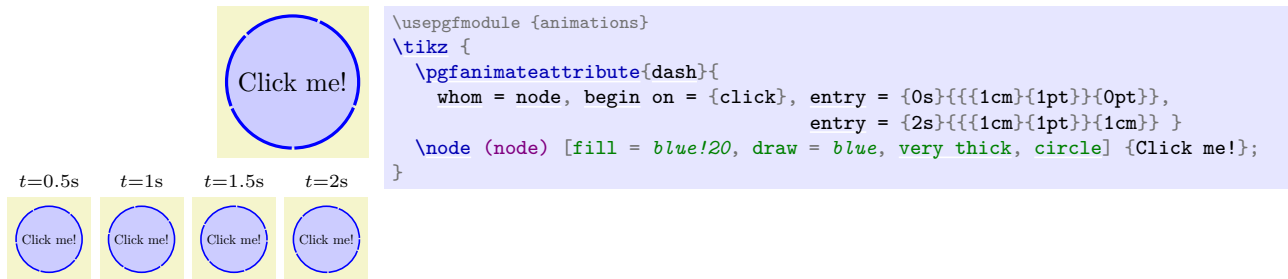 Click me!
t=0.5s t=1s t=1.5s t=2s
Click me! Click me! Click me! Click me!
\usepgfmodule {animations}
\tikz {
  \pgfanimateattribute{dash}{
    whom = node, begin on = {click}, entry = {0s}{{{1cm}{1pt}}{0pt}},
                                     entry = {2s}{{{1cm}{1pt}}{1cm}} }
  \node (node) [fill = blue!20, draw = blue, very thick, circle] {Click me!};
}